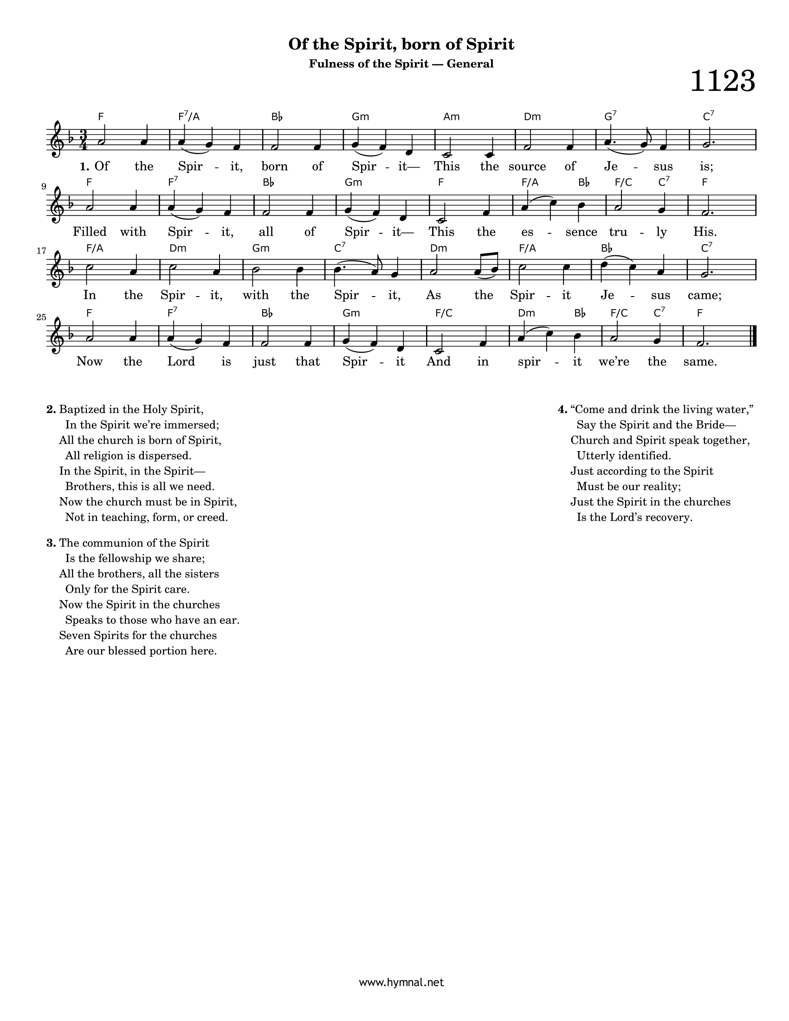 Of the Spirit, born of Spirit
Fulness of the Spirit — General
1123
F F7/A B♭ Gm Am Dm G7 C7
3
4
1. Of the Spir - it, born of Spir - it— This the source of Je - sus is;
9
F F7 B♭ Gm F F/A B♭ F/C C7 F
Filled with Spir - it, all of Spir - it— This the es - sence tru - ly His.
17
F/A Dm Gm C7 Dm F/A B♭ C7
In the Spir - it, with the Spir - it, As the Spir - it Je - sus came;
25
F F7 B♭ Gm F/C Dm B♭ F/C C7 F
Now the Lord is just that Spir - it And in spir - it we're the same.
2. Baptized in the Holy Spirit,
In the Spirit we're immersed;
All the church is born of Spirit,
All religion is dispersed.
In the Spirit, in the Spirit—
Brothers, this is all we need.
Now the church must be in Spirit,
Not in teaching, form, or creed.
3. The communion of the Spirit
Is the fellowship we share;
All the brothers, all the sisters
Only for the Spirit care.
Now the Spirit in the churches
Speaks to those who have an ear.
Seven Spirits for the churches
Are our blessed portion here.
4. “Come and drink the living water,”
Say the Spirit and the Bride—
Church and Spirit speak together,
Utterly identified.
Just according to the Spirit
Must be our reality;
Just the Spirit in the churches
Is the Lord's recovery.
www.hymnal.net